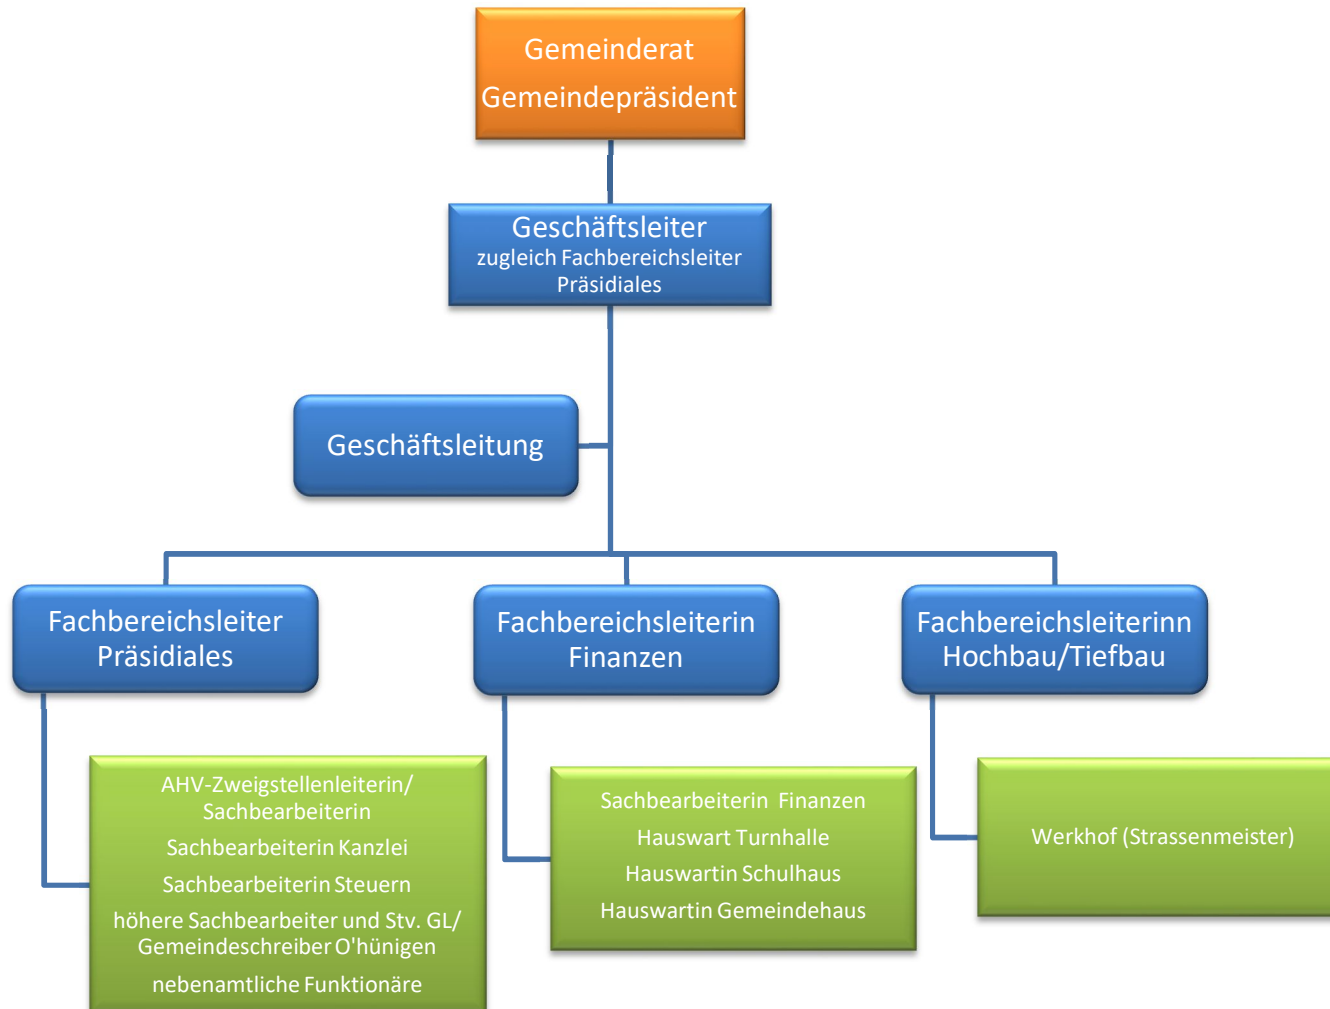 Gemeinderat
Gemeindepräsident
Geschäftsleiter
zugleich Fachbereichsleiter
Präsidiales
Geschäftsleitung
Fachbereichsleiter
Präsidiales
Fachbereichsleiterin
Finanzen
Fachbereichsleiterinn
Hochbau/Tiefbau
AHV-Zweigstellenleiterin/
Sachbearbeiterin
Sachbearbeiterin Kanzlei
Sachbearbeiterin Steuern
höhere Sachbearbeiter und Stv. GL/
Gemeindeschreiber O'hünigen
nebenamtliche Funktionäre
Sachbearbeiterin Finanzen
Hauswart Turnhalle
Hauswartin Schulhaus
Hauswartin Gemeindehaus
Werkhof (Strassenmeister)